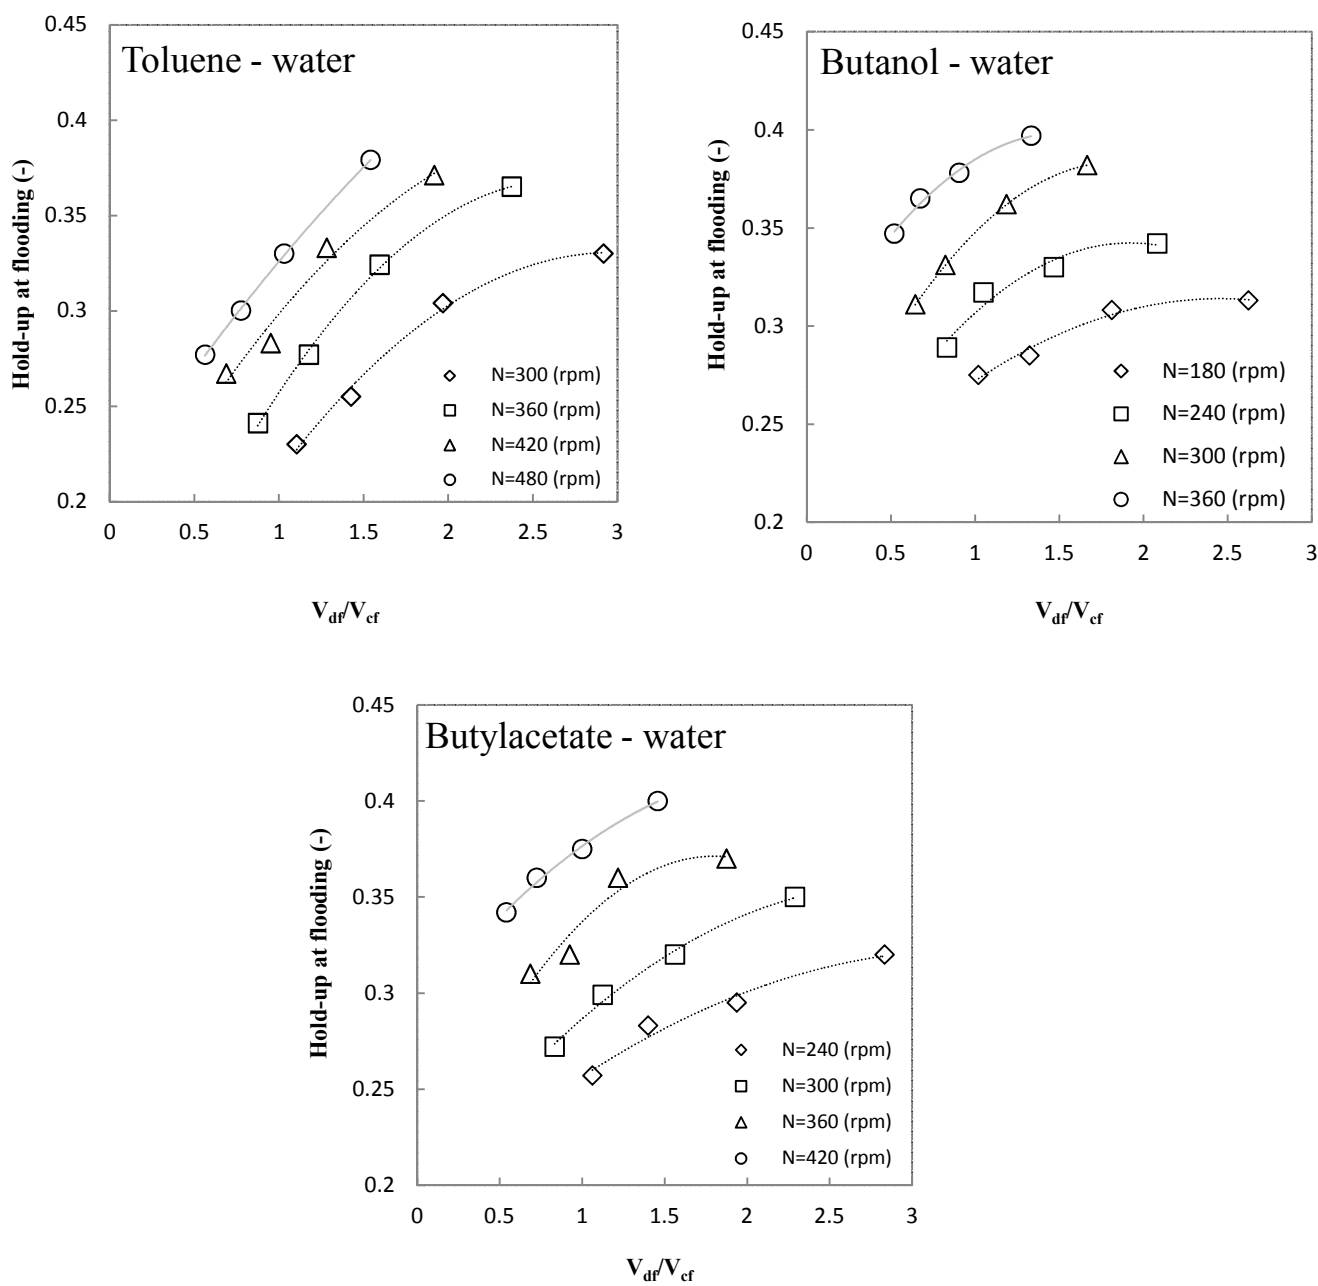 Toluene - water
Hold-up at flooding (-)
0.45
0.4
0.35
0.3
0.25
0.2
0
0.5
1
1.5
2
2.5
3
N=300 (rpm)
N=360 (rpm)
N=420 (rpm)
N=480 (rpm)
Vdf/Vcf
Butanol - water
Hold-up at flooding (-)
0.45
0.4
0.35
0.3
0.25
0.2
0
0.5
1
1.5
2
2.5
3
N=180 (rpm)
N=240 (rpm)
N=300 (rpm)
N=360 (rpm)
Vdf/Vcf
Butylacetate - water
Hold-up at flooding (-)
0.45
0.4
0.35
0.3
0.25
0.2
0
0.5
1
1.5
2
2.5
3
N=240 (rpm)
N=300 (rpm)
N=360 (rpm)
N=420 (rpm)
Vdf/Vcf